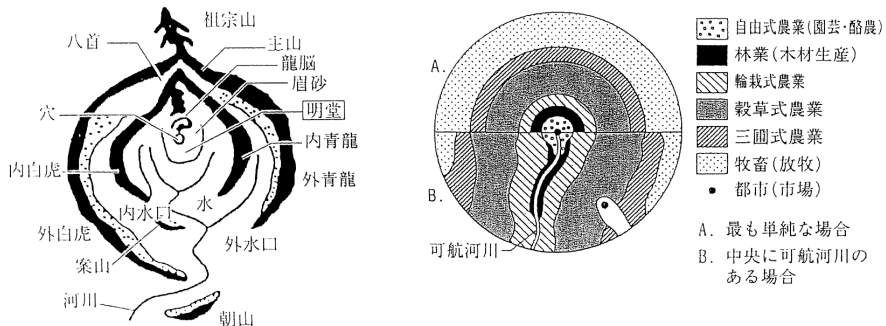 祖宗山
八首
主山
龍脳
眉砂
穴
明堂
内青龍
内白虎
外青龍
内水口
水
外白虎
外水口
案山
河川
朝山
A.
B.
可航河川
自由式農業(園芸・酪農)
林業(木材生産)
輪栽式農業
穀草式農業
三圃式農業
牧畜(放牧)
都市(市場)
A. 最も単純な場合
B. 中央に可航河川の
ある場合